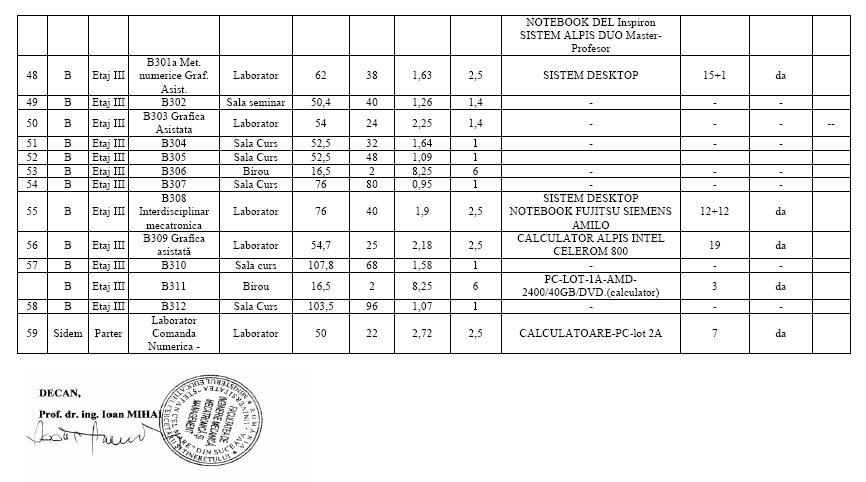 NOTEBOOK DEL Inspiron
SISTEM ALPIS DUO Master-
Profesor
48 B Etaj III B301a Met. numerice Graf. Asist. Laborator 62 38 1,63 2,5 SISTEM DESKTOP 15+1 da
49 B Etaj III B302 Sala seminar 50,4 40 1,26 1,4 - - -
50 B Etaj III B303 Grafica Asistata Laborator 54 24 2,25 1,4 - - - --
51 B Etaj III B304 Sala Curs 52,5 32 1,64 1 - - -
52 B Etaj III B305 Sala Curs 52,5 48 1,09 1
53 B Etaj III B306 Birou 16,5 2 8,25 6 - - -
54 B Etaj III B307 Sala Curs 76 80 0,95 1 - - -
55 B Etaj III B308 Interdisciplinar mecatronica Laborator 76 40 1,9 2,5 SISTEM DESKTOP NOTEBOOK FUJITSU SIEMENS AMILO 12+12 da
56 B Etaj III B309 Grafica asistată Laborator 54,7 25 2,18 2,5 CALCULATOR ALPIS INTEL CELEROM 800 19 da
57 B Etaj III B310 Sala curs 107,8 68 1,58 1 - - -
B Etaj III B311 Birou 16,5 2 8,25 6 PC-LOT-1A-AMD-2400/40GB/DVD.(calculator) 3 da
58 B Etaj III B312 Sala Curs 103,5 96 1,07 1 - - -
59 Sidem Parter Laborator Comanda Numerica - Laborator 50 22 2,72 2,5 CALCULATOARE-PC-lot 2A 7 da
DECAN,
Prof. dr. ing. Ioan MIHAI
FACULTATEA DE
INGINERIE MECANICĂ
MECATRONICĂ ŞI
MANAGEMENT